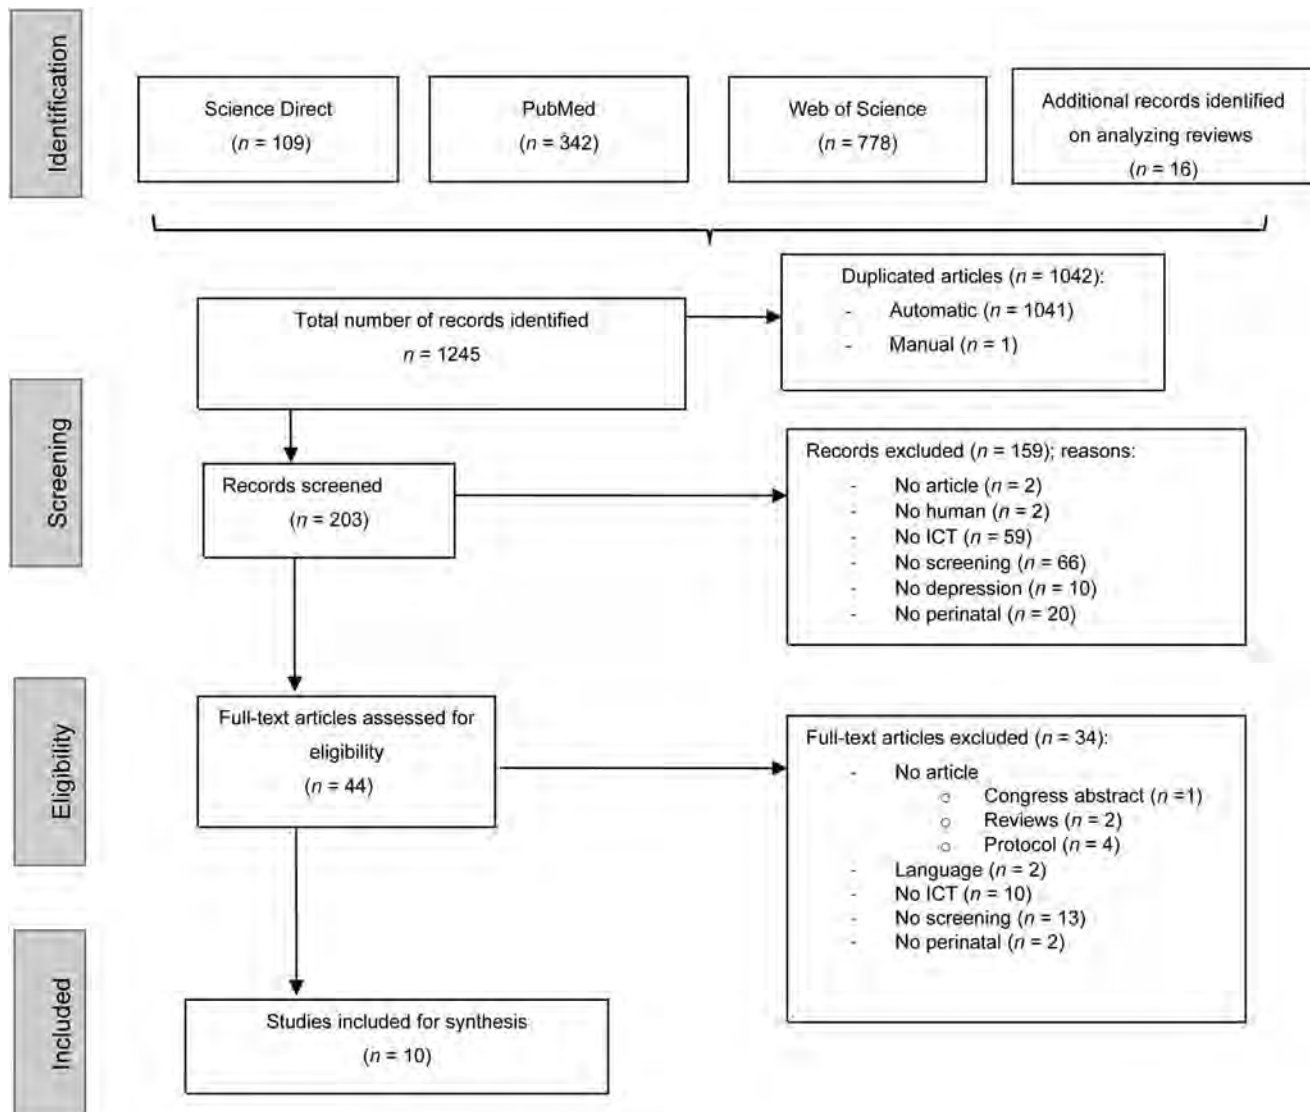 Identification
Science Direct
(n = 109)
PubMed
(n = 342)
Web of Science
(n = 778)
Additional records identified
on analyzing reviews
(n = 16)
Total number of records identified
n = 1245
Duplicated articles (n = 1042):
- Automatic (n = 1041)
- Manual (n = 1)
Screening
Records screened
(n = 203)
Records excluded (n = 159); reasons:
- No article (n = 2)
- No human (n = 2)
- No ICT (n = 59)
- No screening (n = 66)
- No depression (n = 10)
- No perinatal (n = 20)
Eligibility
Full-text articles assessed for
eligibility
(n = 44)
Full-text articles excluded (n = 34):
- No article
o Congress abstract (n =1)
o Reviews (n = 2)
o Protocol (n = 4)
- Language (n = 2)
- No ICT (n = 10)
- No screening (n = 13)
- No perinatal (n = 2)
Included
Studies included for synthesis
(n = 10)